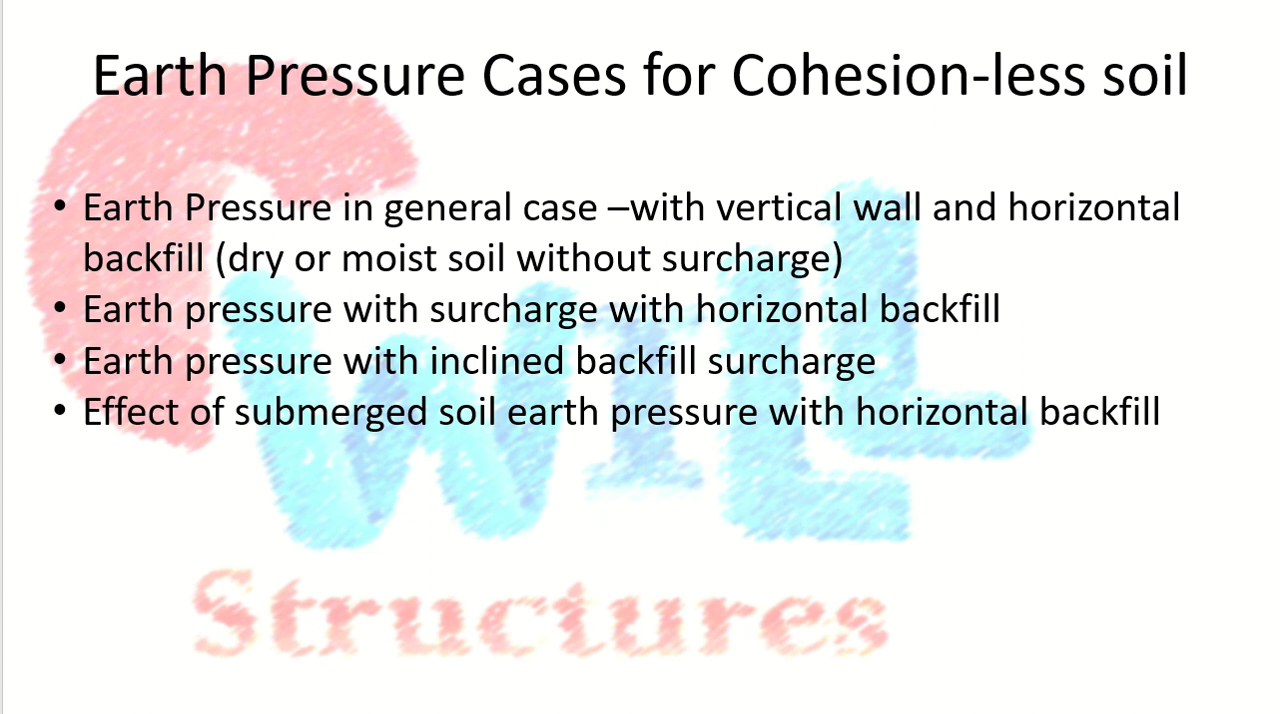 Earth Pressure Cases for Cohesion-less soil
• Earth Pressure in general case –with vertical wall and horizontal
backfill (dry or moist soil without surcharge)
• Earth pressure with surcharge with horizontal backfill
• Earth pressure with inclined backfill surcharge
• Effect of submerged soil earth pressure with horizontal backfill
CWILL
Structures